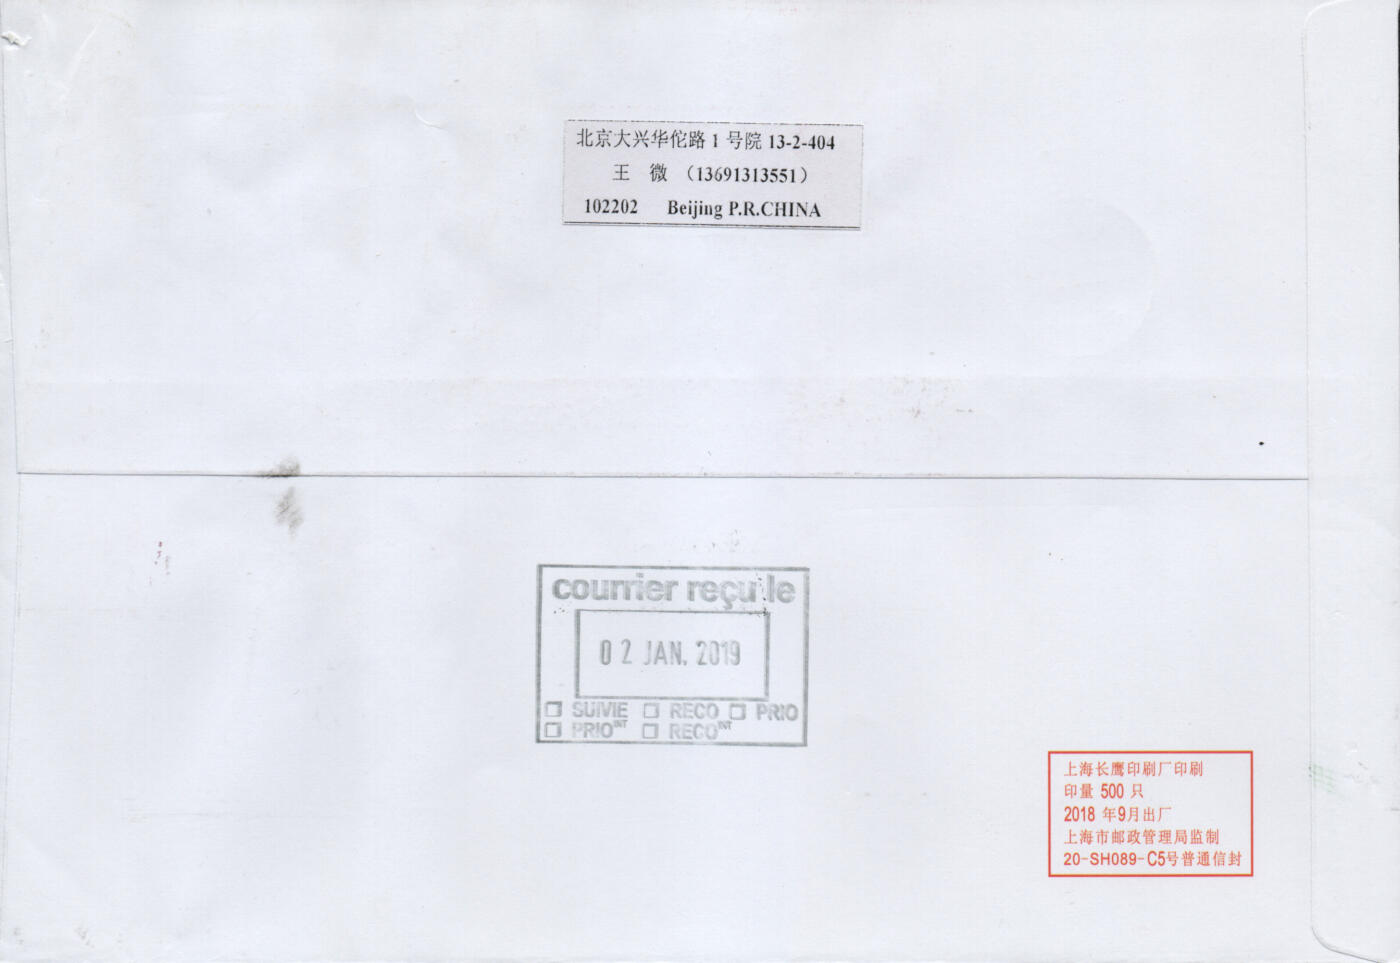 北京大兴华佗路 1 号院 13-2-404
王 微 （13691313551）
102202 Beijing P.R.CHINA
courrier reçu le
02 JAN. 2019
□ SUIVIE □ RECO □ PRIO
□ PRIO INT □ RECO INT
上海长鹰印刷厂印刷
印量 500 只
2018 年9月出厂
上海市邮政管理局监制
20-SH089-C5号普通信封